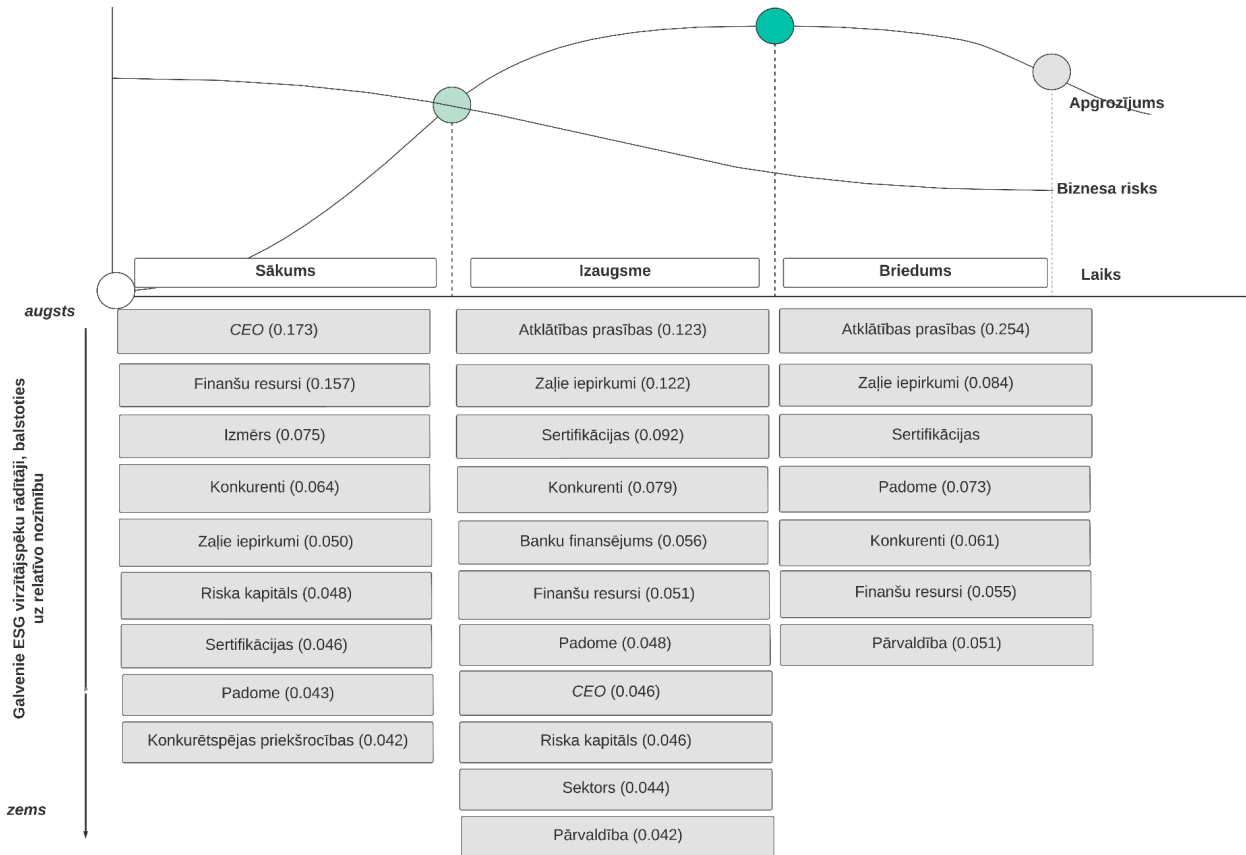 Apgrozījums
Biznesa risks
Sākums
Izaugsme
Briedums
Laiks
augsts
Galvenie ESG virzītājspēku rādītāji, balstoties
uz relatīvo nozīmību
zems
CEO (0.173)
Finanšu resursi (0.157)
Izmērs (0.075)
Konkurenti (0.064)
Zaļie iepirkumi (0.050)
Riska kapitāls (0.048)
Sertifikācijas (0.046)
Padome (0.043)
Konkurētspējas priekšrocības (0.042)
Atklātības prasības (0.123)
Zaļie iepirkumi (0.122)
Sertifikācijas (0.092)
Konkurenti (0.079)
Banku finansējums (0.056)
Finanšu resursi (0.051)
Padome (0.048)
CEO (0.046)
Riska kapitāls (0.046)
Sektors (0.044)
Pārvaldība (0.042)
Atklātības prasības (0.254)
Zaļie iepirkumi (0.084)
Sertifikācijas
Padome (0.073)
Konkurenti (0.061)
Finanšu resursi (0.055)
Pārvaldība (0.051)